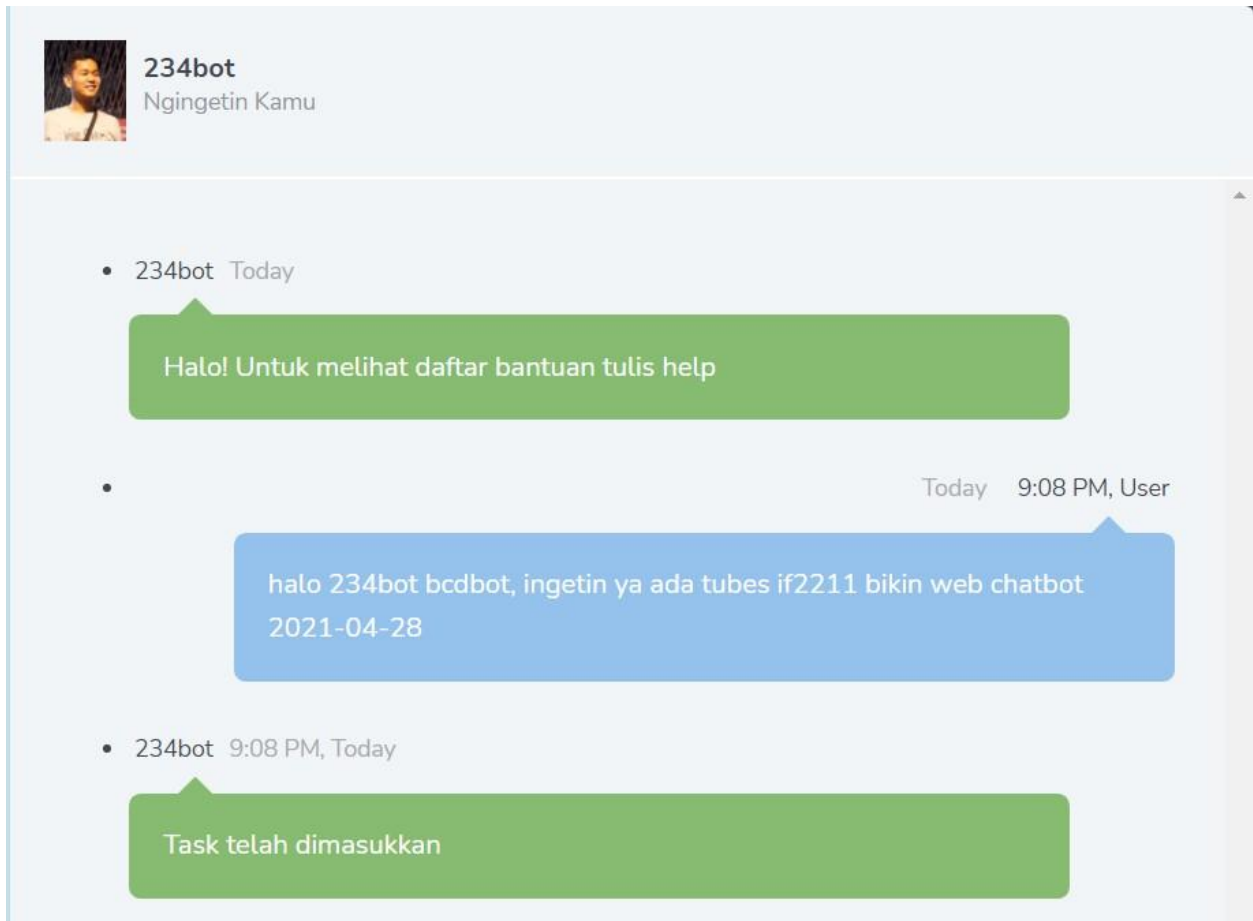 234bot
Ngingetin Kamu
234bot Today
Halo! Untuk melihat daftar bantuan tulis help
Today 9:08 PM, User
halo 234bot bcdbot, ingetin ya ada tubes if2211 bikin web chatbot
2021-04-28
234bot 9:08 PM, Today
Task telah dimasukkan